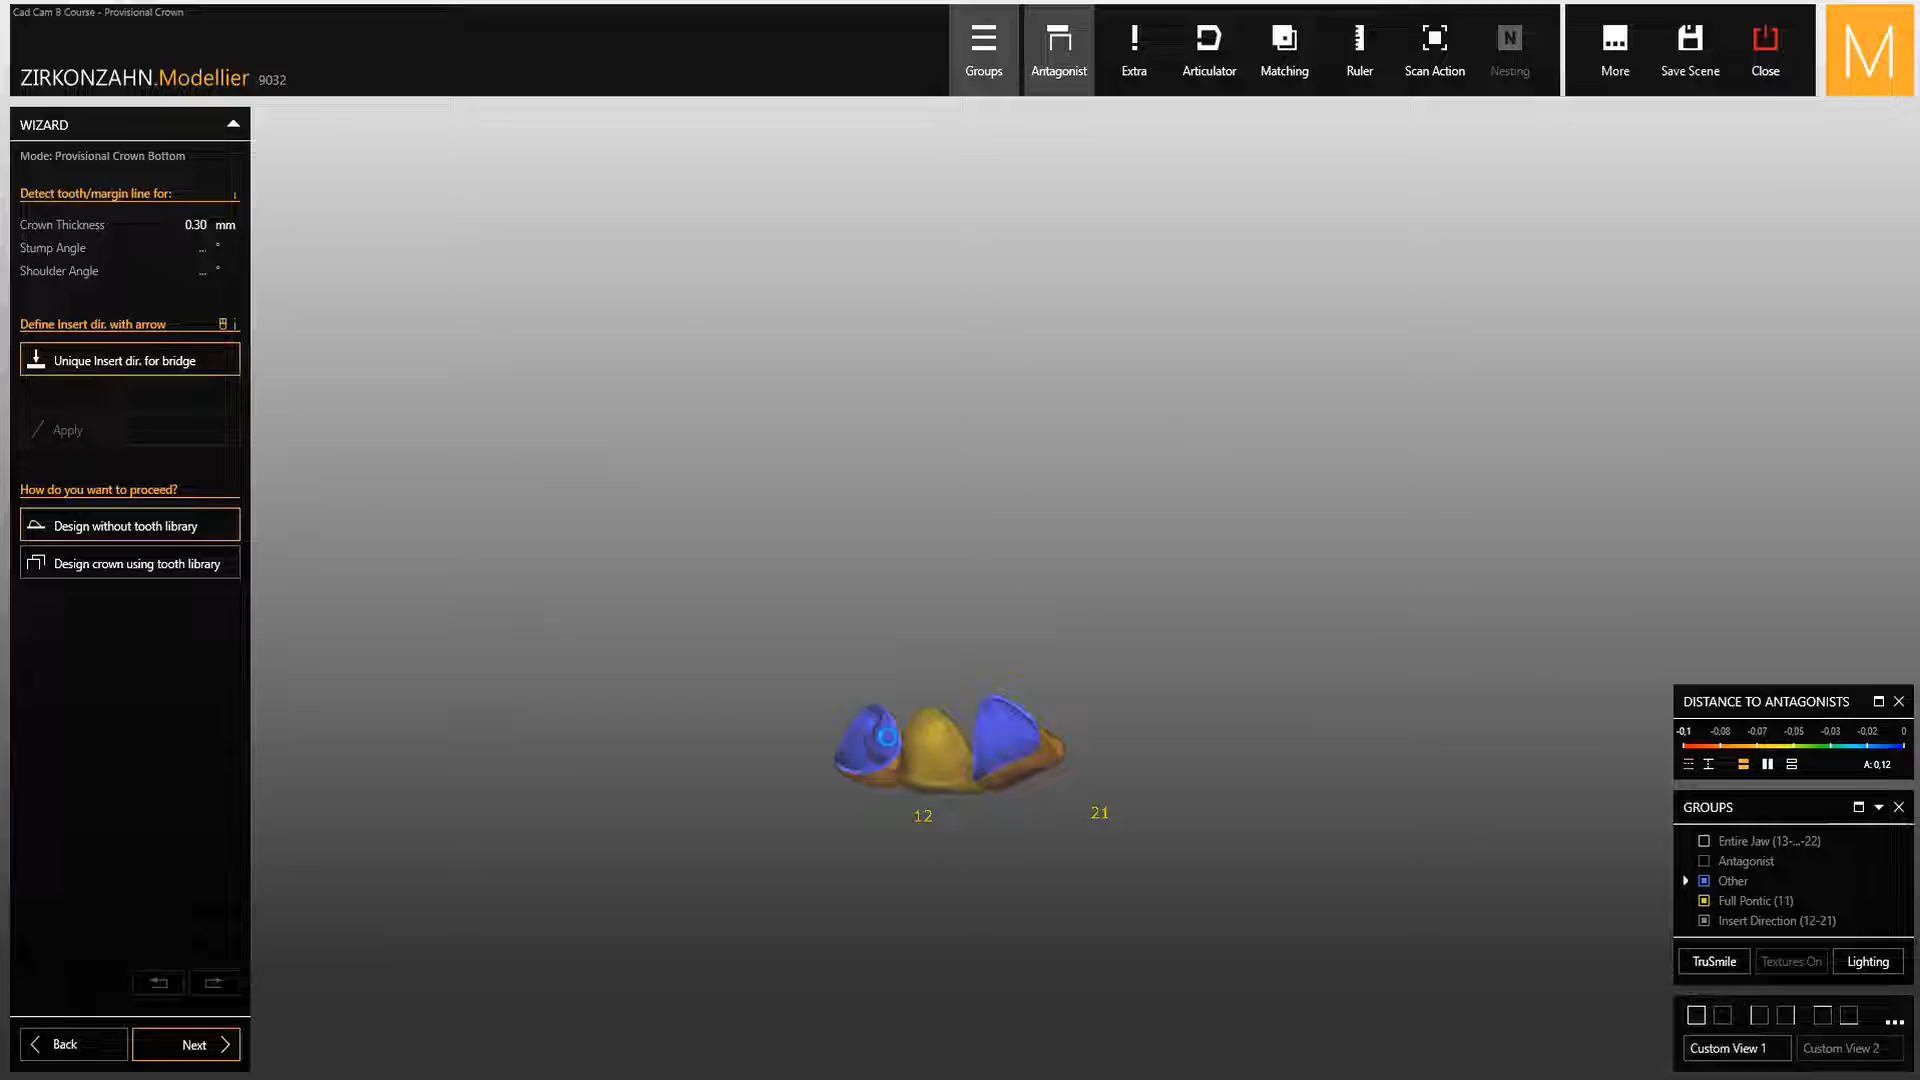 Cad Cam B Course - Provisional Crown
ZIRKONZAHN.Modellier 9032
Groups
Antagonist
Extra
Articulator
Matching
Ruler
Scan Action
N
Nesting
More
Save Scene
Close
M
WIZARD
Mode: Provisional Crown Bottom
Detect tooth/margin line for:
Crown Thickness 0.30 mm
Stump Angle ... °
Shoulder Angle ... °
Define Insert dir. with arrow
Unique Insert dir. for bridge
Apply
How do you want to proceed?
Design without tooth library
Design crown using tooth library
Back
Next
12
21
DISTANCE TO ANTAGONISTS
-0,1 -0,08 -0,07 -0,05 -0,03 -0,02 0
A: 0,12
GROUPS
Entire Jaw (13-...-22)
Antagonist
Other
Full Pontic (11)
Insert Direction (12-21)
TruSmile
Textures On
Lighting
Custom View 1
Custom View 2